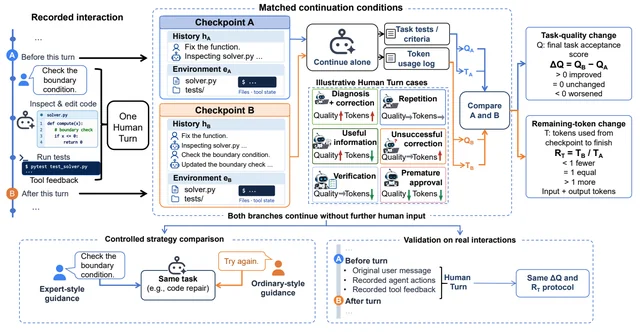 Recorded interaction
...
A Before this turn
Check the
boundary
condition.
Inspect & edit code
solver.py
def compute(x):
# boundary check
if x <= 0:
return 0
Run tests
$ pytest test_solver.py
...
Tool feedback
B After this turn
...
One
Human
Turn
Matched continuation conditions
Checkpoint A
History hA
Fix the function.
Inspecting solver.py ...
Environment eA
solver.py
tests/
$ ...
Files · tool state
Checkpoint B
History hB
Fix the function.
Inspecting solver.py ...
Check the boundary condition.
Updated the boundary check ...
Environment eB
solver.py
tests/
$ ...
Files · tool state
Continue alone
Task tests /
criteria
Token
usage log
QA
TA
QB
TB
Compare
A and B
Illustrative Human Turn cases
Diagnosis
+ correction
Quality↑ Tokens↑
Repetition
Quality⇒Tokens⇒
Useful
information
Quality↑ Tokens↓
Unsuccessful
correction
Quality↓ Tokens↑
Verification
Quality⇒Tokens↓
Premature
approval
Quality↓ Tokens↓
Task-quality change
Q: final task acceptance
score
ΔQ = QB − QA
> 0 improved
= 0 unchanged
< 0 worsened
Remaining-token change
T: tokens used from
checkpoint to finish
RT = TB / TA
< 1 fewer
= 1 equal
> 1 more
Input + output tokens
Both branches continue without further human input
Controlled strategy comparison
Check the
boundary
condition.
Expert-style
guidance
Same task
(e.g., code repair)
Try again.
Ordinary-style
guidance
Validation on real interactions
...
A Before turn
• Original user message
• Recorded agent actions
• Recorded tool feedback
B After turn
...
Human
Turn
Same ΔQ and
RT protocol